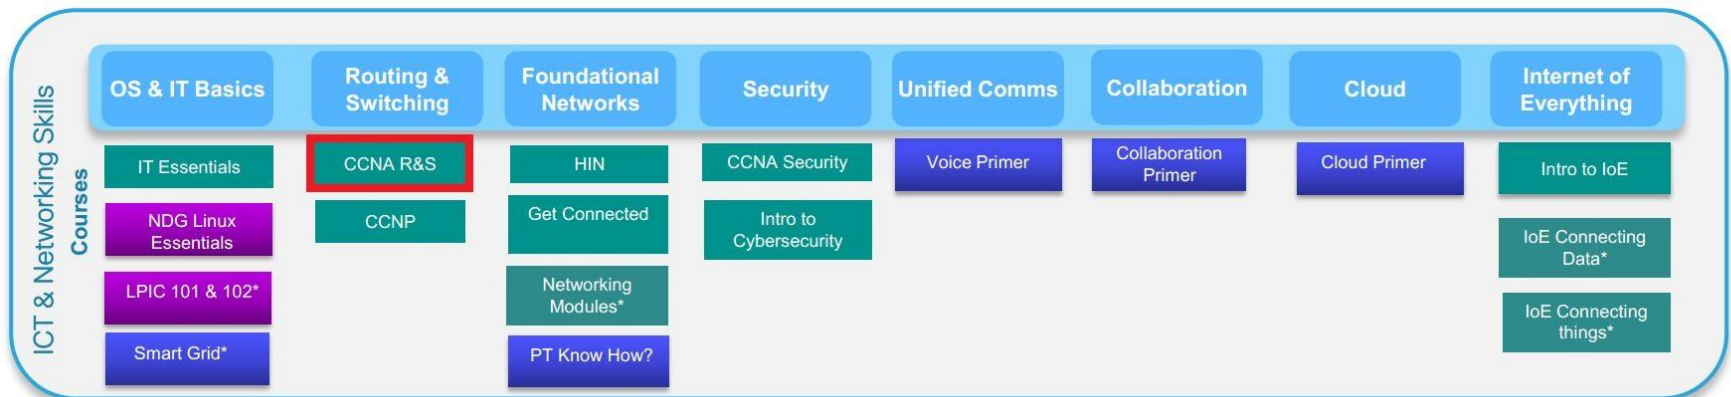 ICT & Networking Skills
Courses
OS & IT Basics
IT Essentials
NDG Linux
Essentials
LPIC 101 & 102*
Smart Grid*
Routing &
Switching
CCNA R&S
CCNP
Foundational
Networks
HIN
Get Connected
Networking
Modules*
PT Know How?
Security
CCNA Security
Intro to
Cybersecurity
Unified Comms
Voice Primer
Collaboration
Collaboration
Primer
Cloud
Cloud Primer
Internet of
Everything
Intro to IoE
IoE Connecting
Data*
IoE Connecting
things*